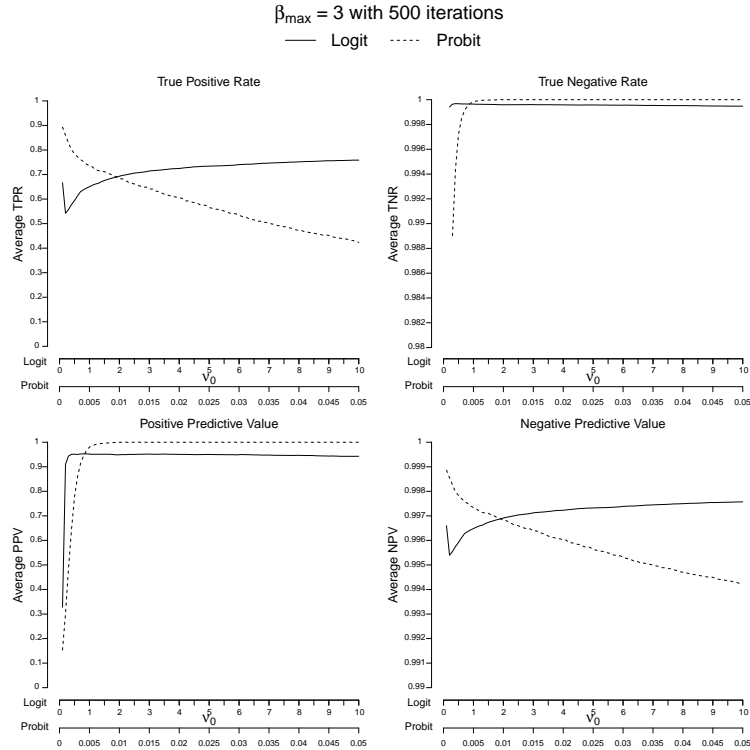 β_max = 3 with 500 iterations
Logit Probit
True Positive Rate
Average TPR
1
0.9
0.8
0.7
0.6
0.5
0.4
0.3
0.2
0.1
0
Logit
0 1 2 3 4 5 6 7 8 9 10
Probit
ν₀
0 0.005 0.01 0.015 0.02 0.025 0.03 0.035 0.04 0.045 0.05
True Negative Rate
Average TNR
1
0.998
0.996
0.994
0.992
0.99
0.988
0.986
0.984
0.982
0.98
Logit
0 1 2 3 4 5 6 7 8 9 10
Probit
ν₀
0 0.005 0.01 0.015 0.02 0.025 0.03 0.035 0.04 0.045 0.05
Positive Predictive Value
Average PPV
1
0.9
0.8
0.7
0.6
0.5
0.4
0.3
0.2
0.1
0
Logit
0 1 2 3 4 5 6 7 8 9 10
Probit
ν₀
0 0.005 0.01 0.015 0.02 0.025 0.03 0.035 0.04 0.045 0.05
Negative Predictive Value
Average NPV
1
0.999
0.998
0.997
0.996
0.995
0.994
0.993
0.992
0.991
0.99
Logit
0 1 2 3 4 5 6 7 8 9 10
Probit
ν₀
0 0.005 0.01 0.015 0.02 0.025 0.03 0.035 0.04 0.045 0.05